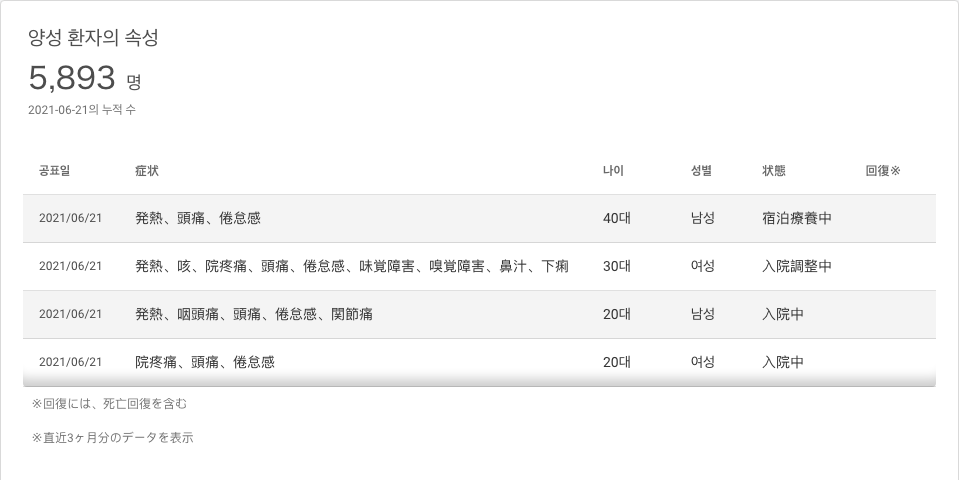 양성 환자의 속성
5,893 명
2021-06-21의 누적 수
공표일 症状 나이 성별 状態 回復※
2021/06/21 発熱、頭痛、倦怠感 40대 남성 宿泊療養中
2021/06/21 発熱、咳、院疼痛、頭痛、倦怠感、味覚障害、嗅覚障害、鼻汁、下痢 30대 여성 入院調整中
2021/06/21 発熱、咽頭痛、頭痛、倦怠感、関節痛 20대 남성 入院中
2021/06/21 院疼痛、頭痛、倦怠感 20대 여성 入院中
※回復には、死亡回復を含む
※直近3ヶ月分のデータを表示